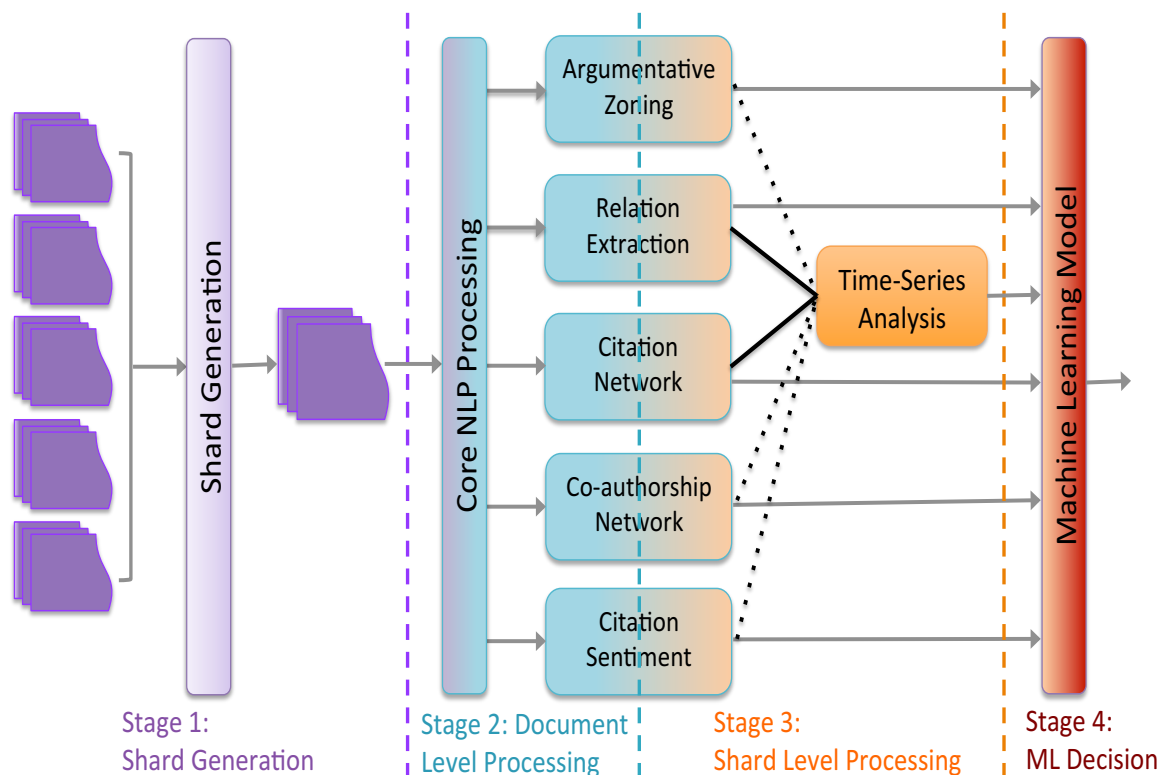 Shard Generation
Core NLP Processing
Argumentative
Zoning
Relation
Extraction
Citation
Network
Co-authorship
Network
Citation
Sentiment
Time-Series
Analysis
Machine Learning Model
Stage 1:
Shard Generation
Stage 2: Document
Level Processing
Stage 3:
Shard Level Processing
Stage 4:
ML Decision